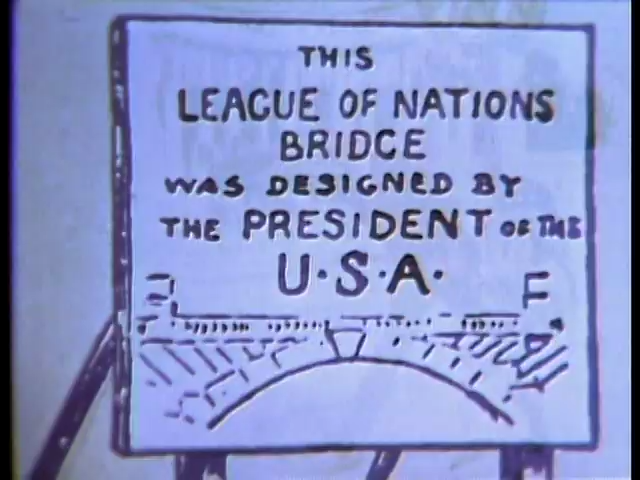 THIS
LEAGUE OF NATIONS
BRIDGE
WAS DESIGNED BY
THE PRESIDENT OF THE
U.S.A.